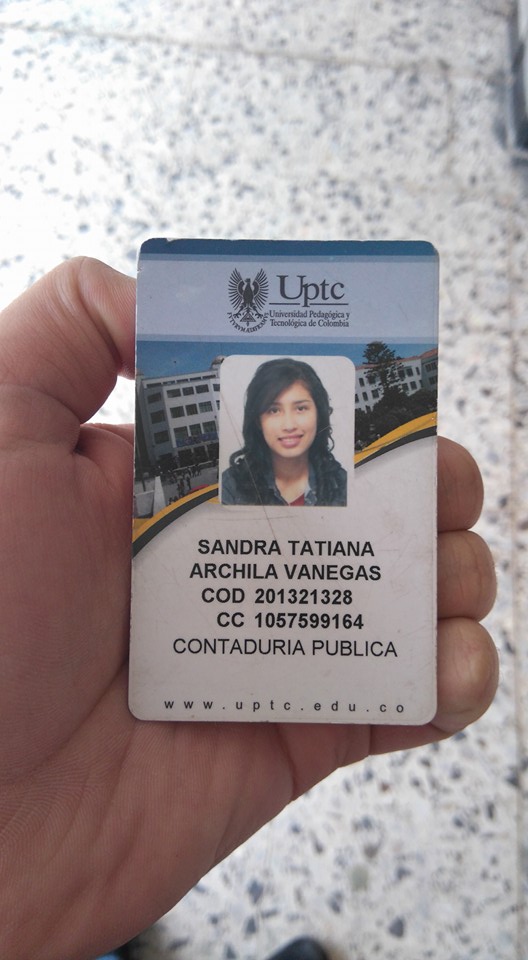 Uptc
Universidad Pedagógica y
Tecnológica de Colombia
SANDRA TATIANA
ARCHILA VANEGAS
COD 201321328
CC 1057599164
CONTADURIA PUBLICA
www.uptc.edu.co